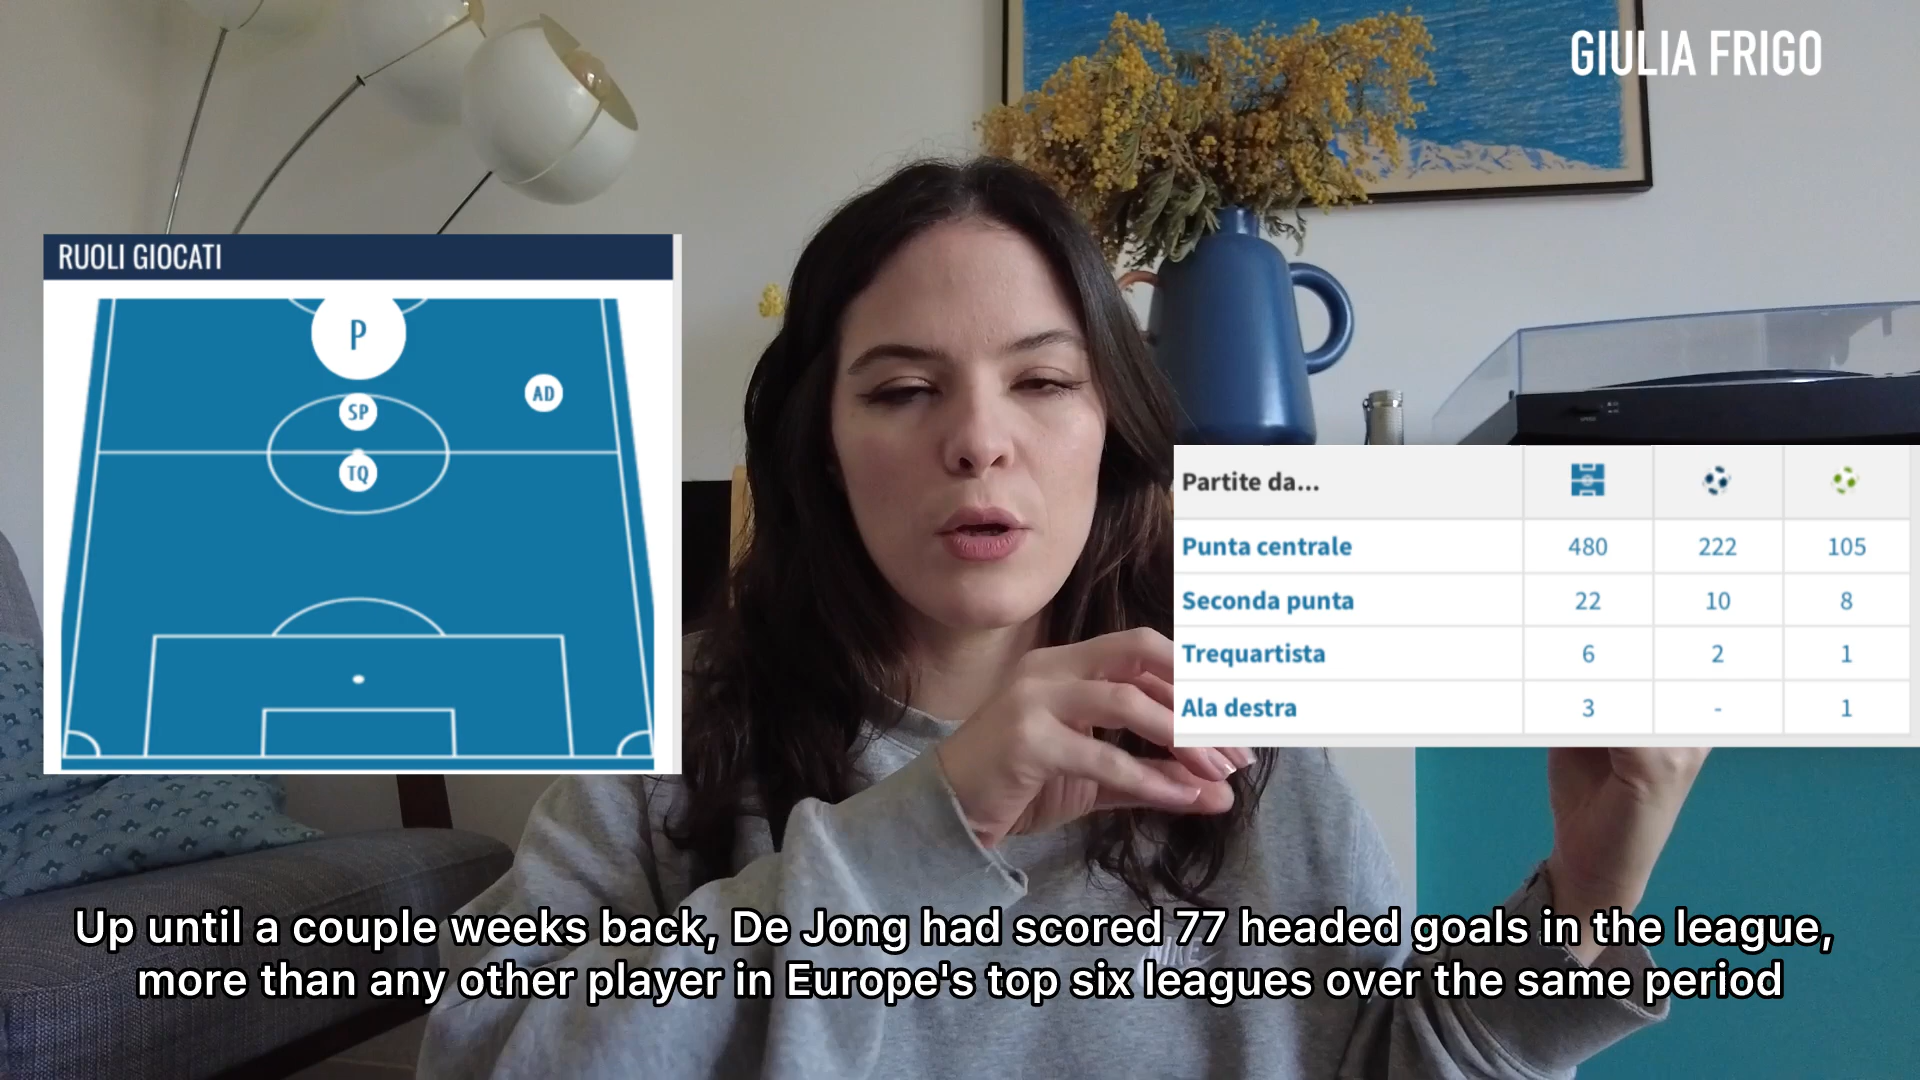 GIULIA FRIGO
RUOLI GIOCATI
P
SP
AD
TQ
Partite da...
Punta centrale 480 222 105
Seconda punta 22 10 8
Trequartista 6 2 1
Ala destra 3 - 1
NIKE
Up until a couple weeks back, De Jong had scored 77 headed goals in the league,
more than any other player in Europe's top six leagues over the same period